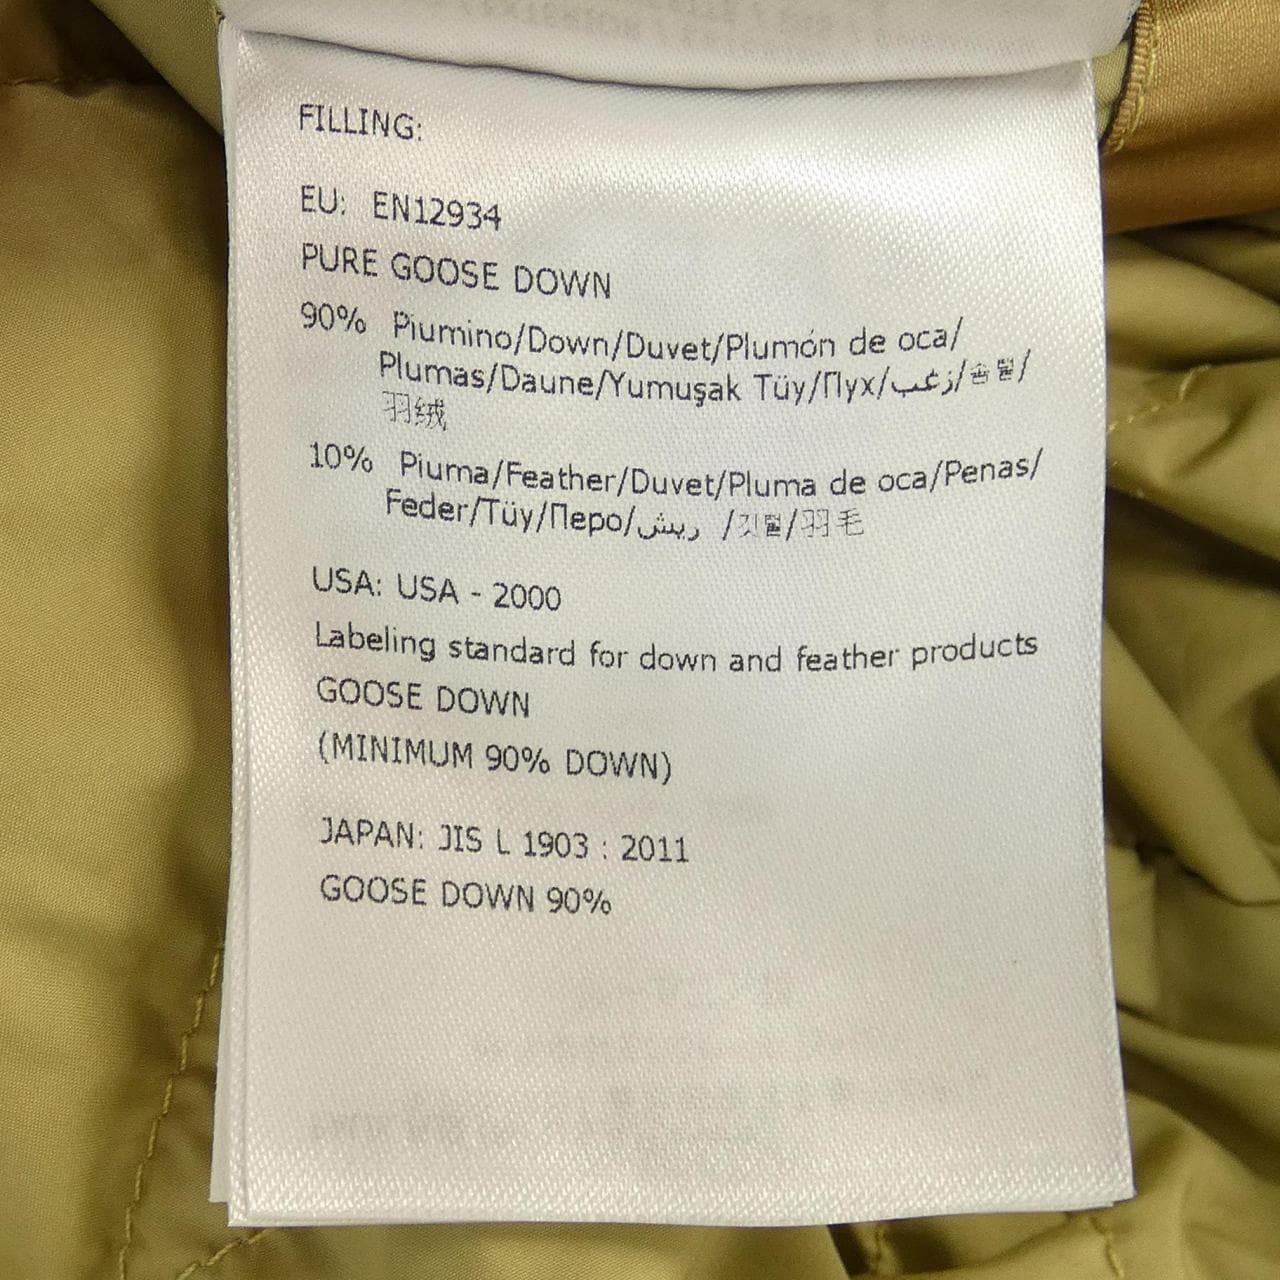 FILLING:
EU: EN12934
PURE GOOSE DOWN
90% Piumino/Down/Duvet/Plumón de oca/
Plumas/Daune/Yumuşak Tüy/Пух/زغب/솜털/
羽绒
10% Piuma/Feather/Duvet/Pluma de oca/Penas/
Feder/Tüy/Перо/ريش /깃털/羽毛
USA: USA - 2000
Labeling standard for down and feather products
GOOSE DOWN
(MINIMUM 90% DOWN)
JAPAN: JIS L 1903 : 2011
GOOSE DOWN 90%